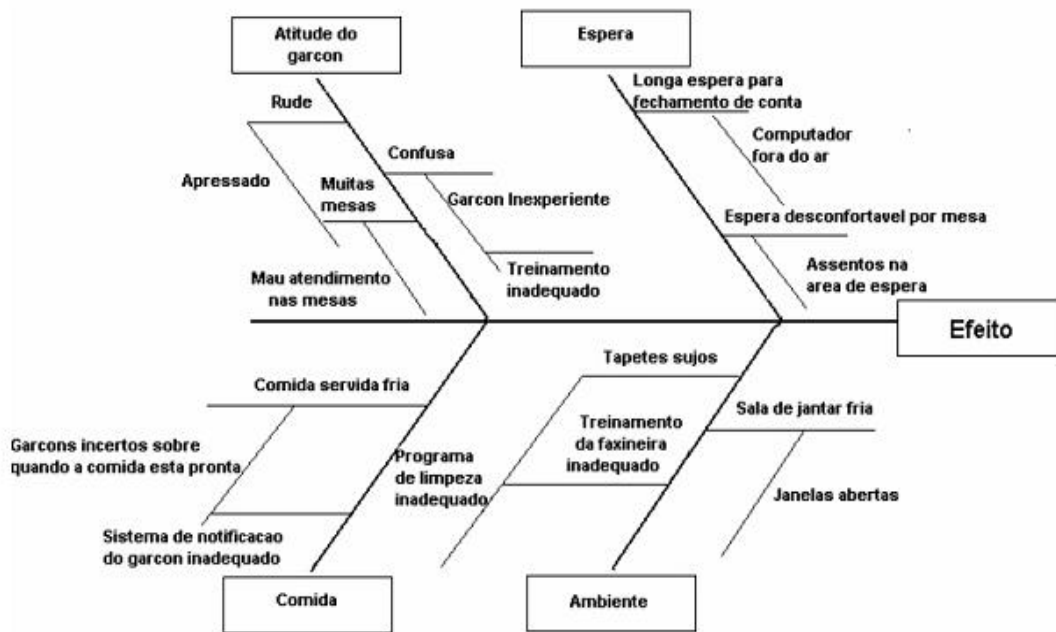 Atitude do
garcon
Espera
Rude
Apressado
Muitas
mesas
Mau atendimento
nas mesas
Confusa
Garcon Inexperiente
Treinamento
inadequado
Longa espera para
fechamento de conta
Computador
fora do ar
Espera desconfortavel por mesa
Assentos na
area de espera
Efeito
Comida servida fria
Garcons incertos sobre
quando a comida esta pronta
Sistema de notificacao
do garcon inadequado
Comida
Tapetes sujos
Programa
de limpeza
inadequado
Treinamento
da faxineira
inadequado
Sala de jantar fria
Janelas abertas
Ambiente